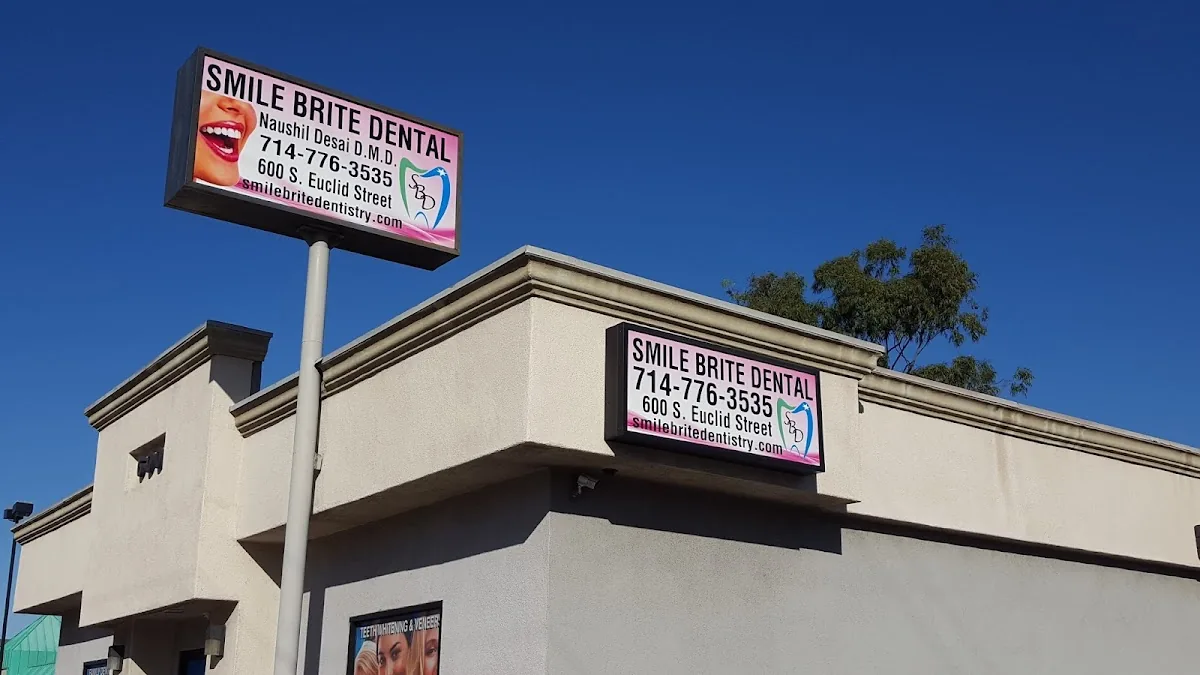 SMILE BRITE DENTAL
Naushil Desai D.M.D.
714-776-3535
600 S. Euclid Street
smilebritedentistry.com
SBD
SMILE BRITE DENTAL
714-776-3535
600 S. Euclid Street
smilebritedentistry.com
SBD
TEETH WHITENING & VENEER